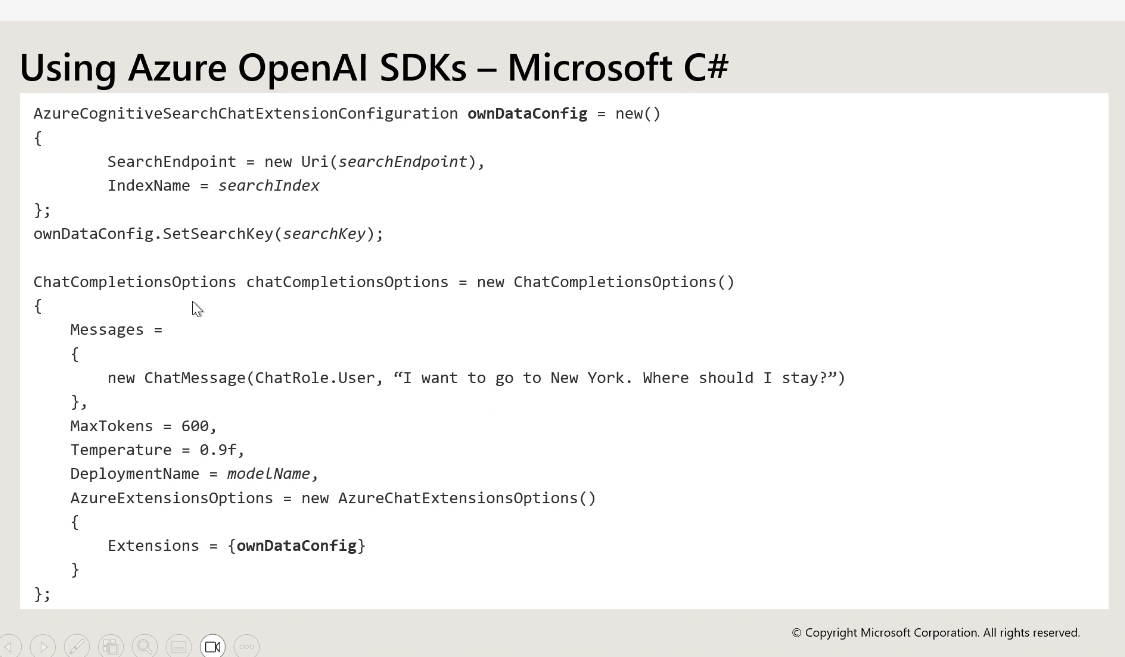 Using Azure OpenAI SDKs – Microsoft C#
AzureCognitiveSearchChatExtensionConfiguration ownDataConfig = new()
{
        SearchEndpoint = new Uri(searchEndpoint),
        IndexName = searchIndex
};
ownDataConfig.SetSearchKey(searchKey);

ChatCompletionsOptions chatCompletionsOptions = new ChatCompletionsOptions()
{
    Messages =
    {
        new ChatMessage(ChatRole.User, “I want to go to New York. Where should I stay?”)
    },
    MaxTokens = 600,
    Temperature = 0.9f,
    DeploymentName = modelName,
    AzureExtensionsOptions = new AzureChatExtensionsOptions()
    {
        Extensions = {ownDataConfig}
    }
};
© Copyright Microsoft Corporation. All rights reserved.